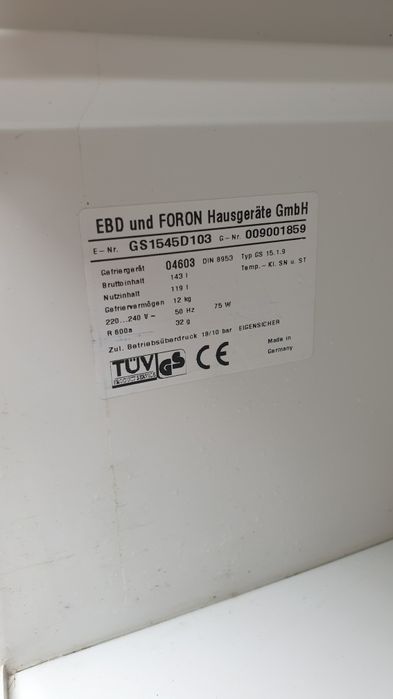 EBD und FORON Hausgeräte GmbH
E-Nr. GS1545D103 G-Nr. 009001859
Gefriergerät 04603 DIN 8953 Typ GS 15.1.9
Bruttoinhalt 143 l Temp.-Kl. SN u. ST
Nutzinhalt 119 l
Gefriervermögen 12 kg
220...240 V ~ 50 Hz 75 W
R 600a 32 g
Zul. Betriebsüberdruck 19/10 bar EIGENSICHER
TÜV GS CE Made in
Germany